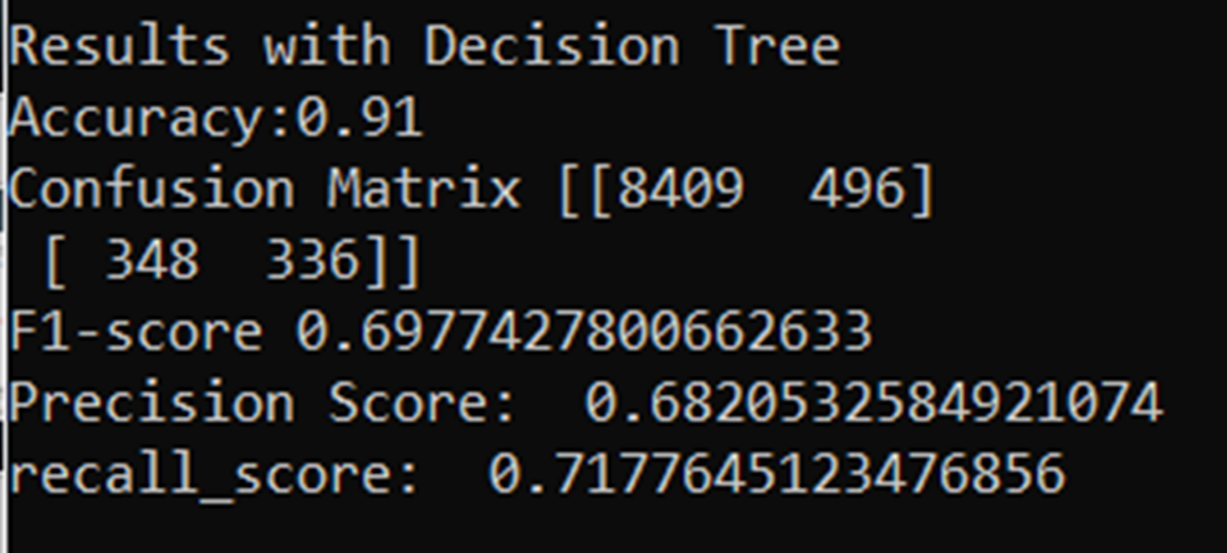 Results with Decision Tree
Accuracy:0.91
Confusion Matrix [[8409  496]
 [ 348  336]]
F1-score 0.6977427800662633
Precision Score:  0.6820532584921074
recall_score:  0.7177645123476856